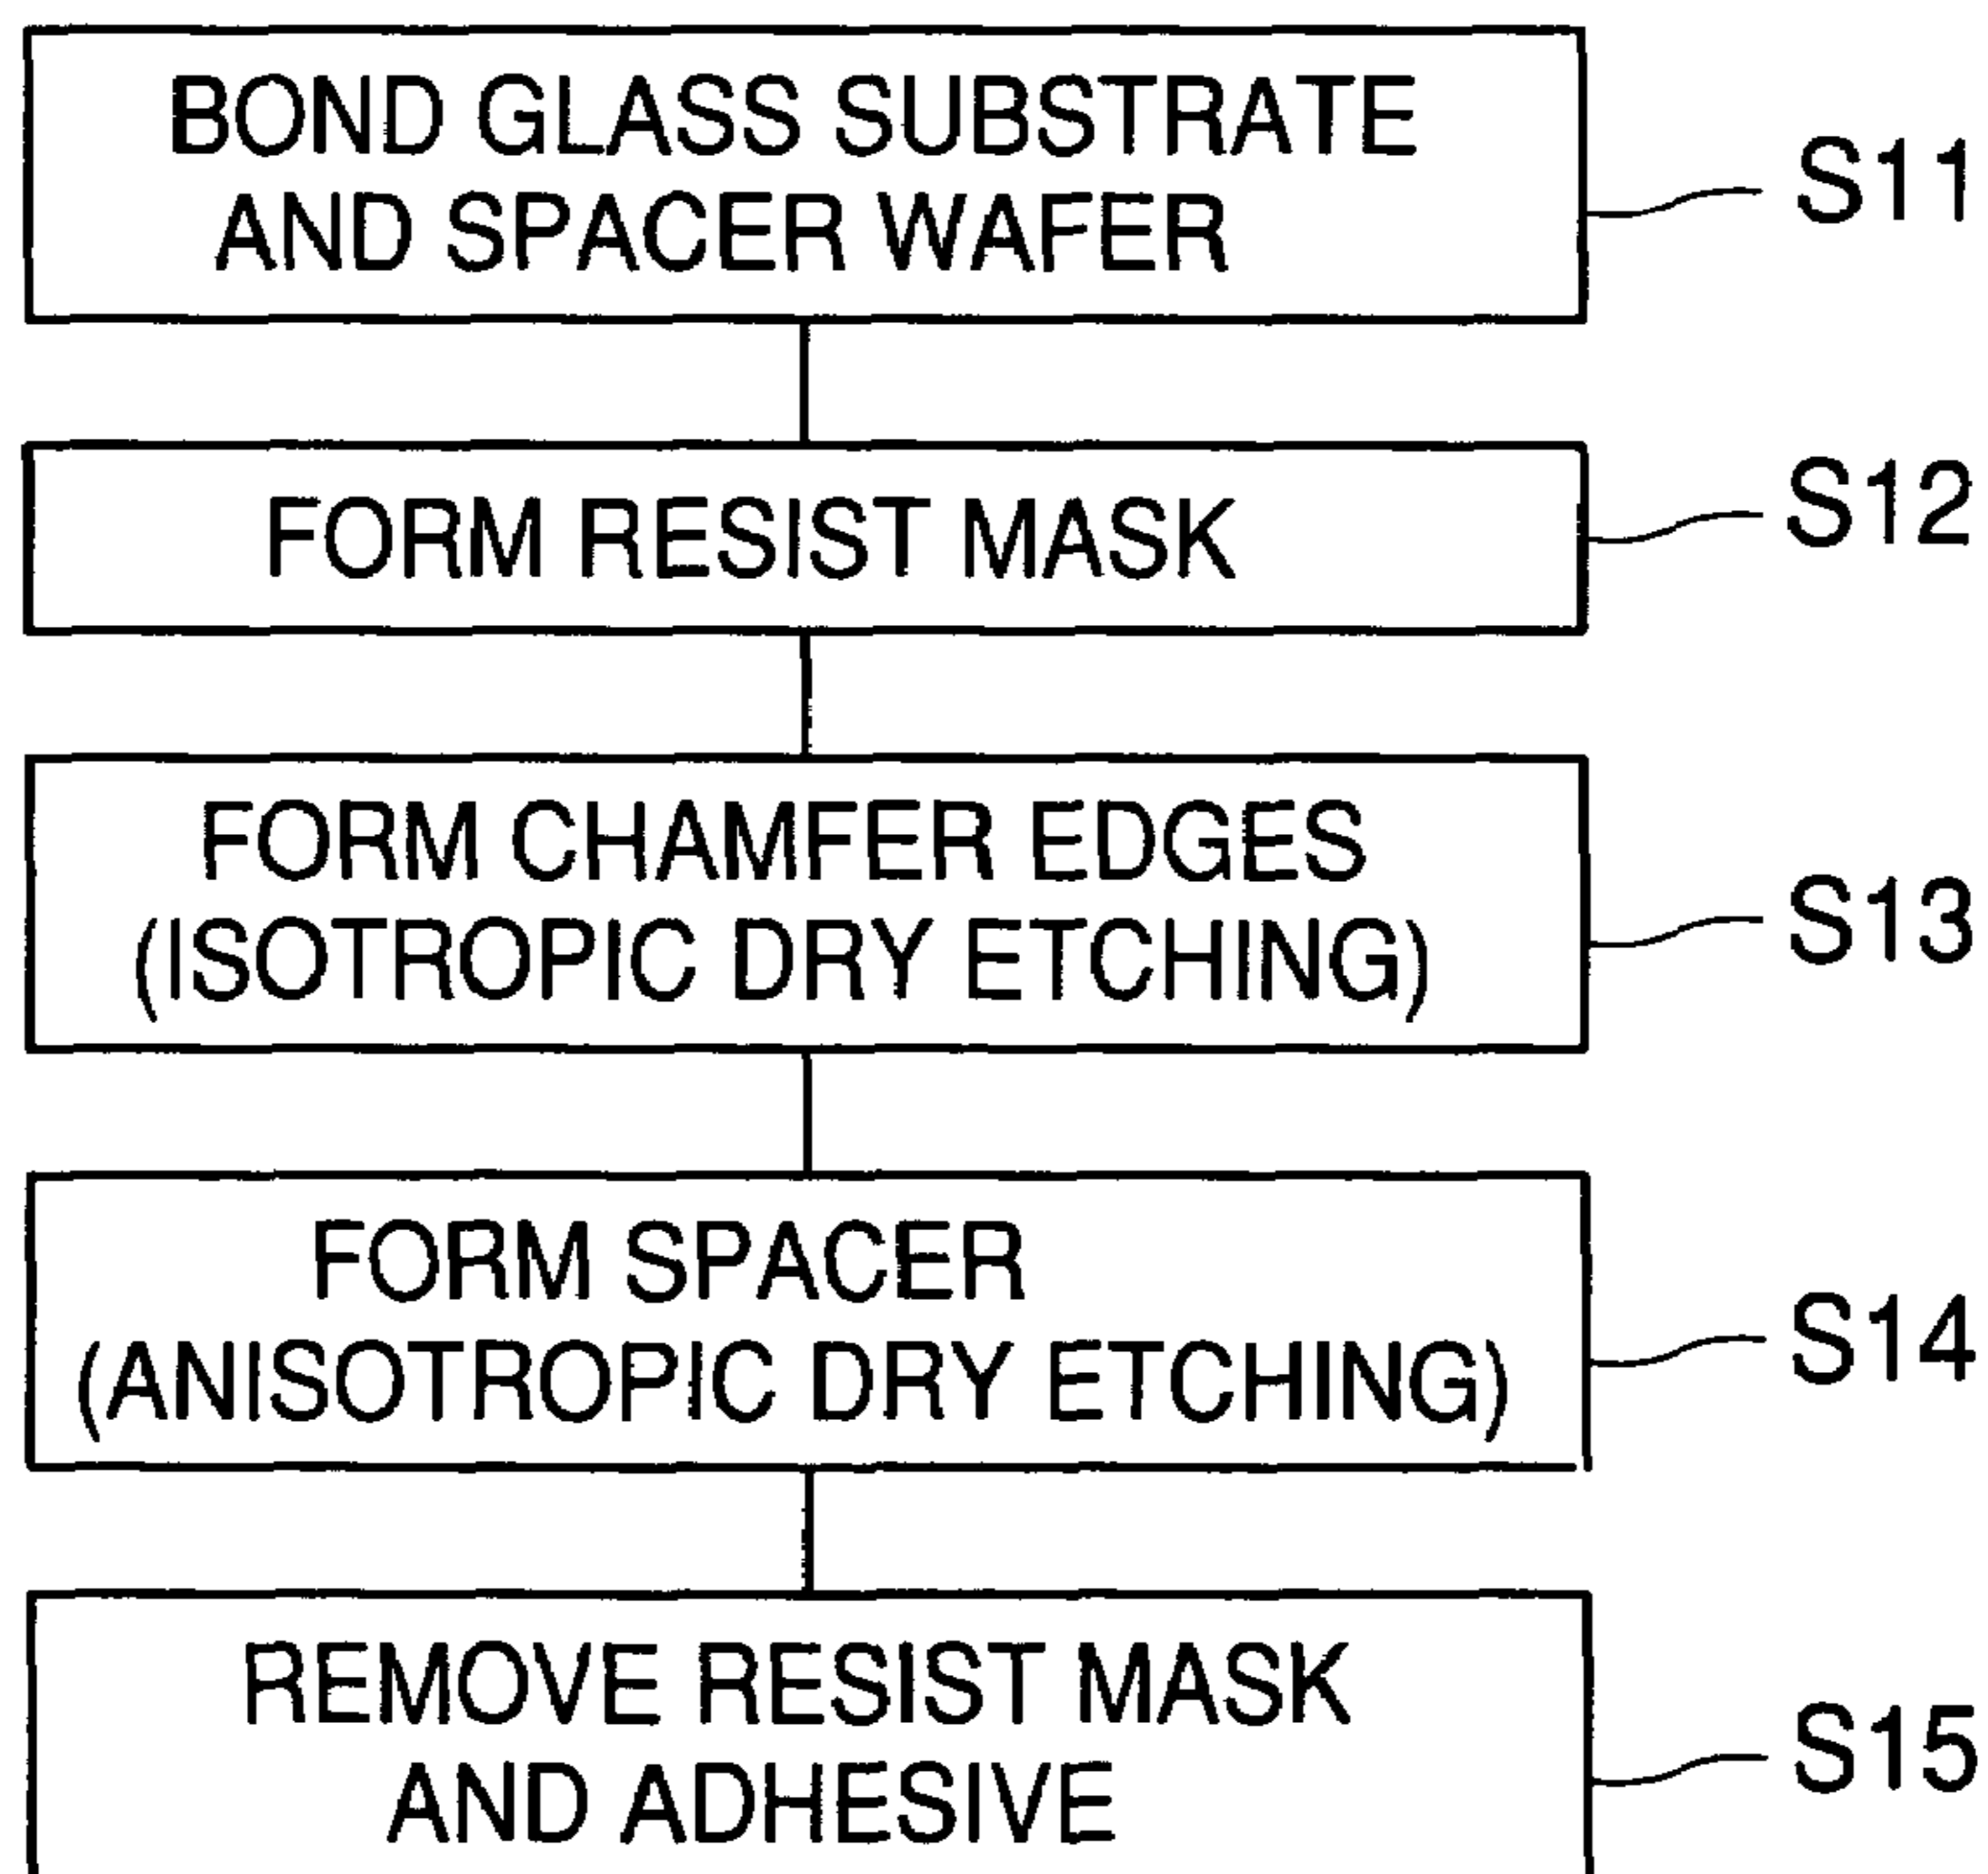 BOND GLASS SUBSTRATE
AND SPACER WAFER
S11
FORM RESIST MASK
S12
FORM CHAMFER EDGES
(ISOTROPIC DRY ETCHING)
S13
FORM SPACER
(ANISOTROPIC DRY ETCHING)
S14
REMOVE RESIST MASK
AND ADHESIVE
S15